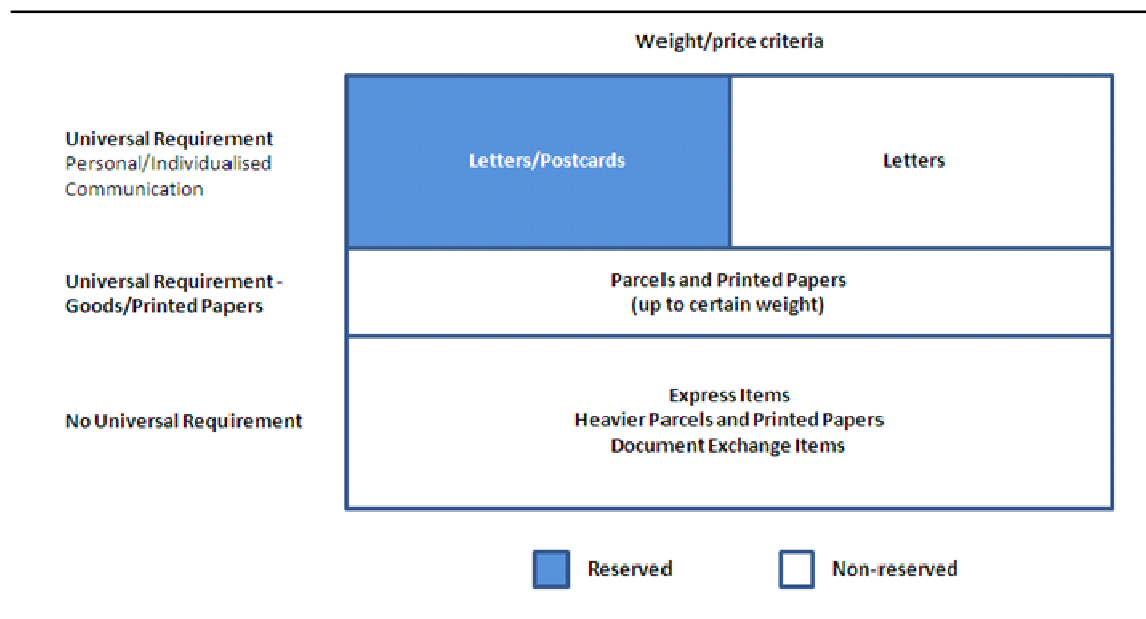 Weight/price criteria
Universal Requirement
Personal/Individualised
Communication
Letters/Postcards
Letters
Universal Requirement -
Goods/Printed Papers
Parcels and Printed Papers
(up to certain weight)
No Universal Requirement
Express Items
Heavier Parcels and Printed Papers
Document Exchange Items
Reserved
Non-reserved